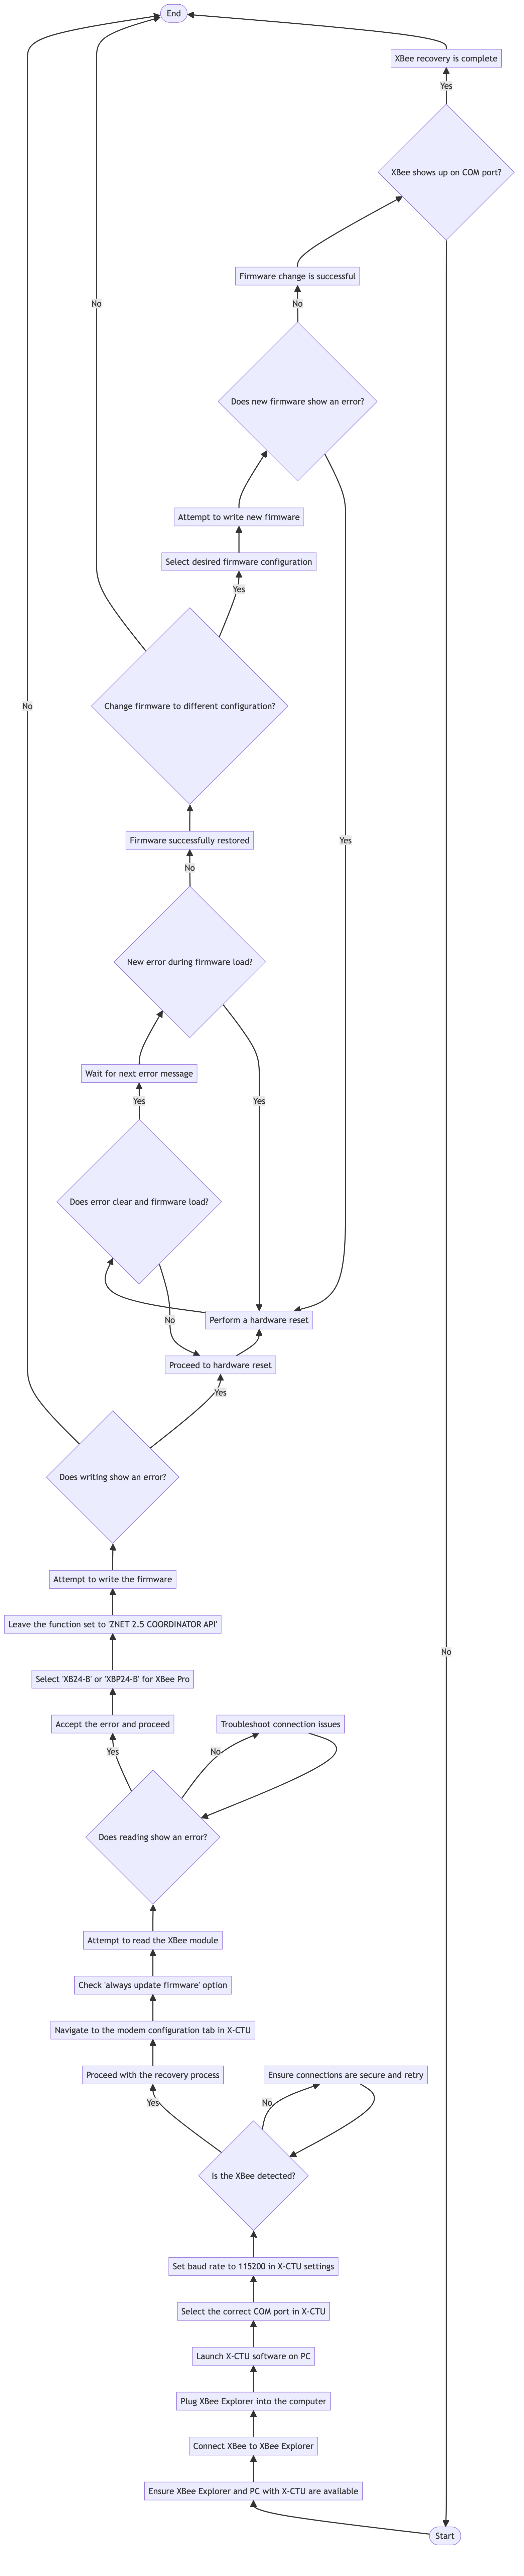 End
XBee recovery is complete
Yes
XBee shows up on COM port?
Firmware change is successful
No
No
Does new firmware show an error?
Attempt to write new firmware
Select desired firmware configuration
Yes
No
Change firmware to different configuration?
Firmware successfully restored
Yes
No
New error during firmware load?
Wait for next error message
Yes
Yes
Does error clear and firmware load?
Perform a hardware reset
No
Proceed to hardware reset
Yes
Does writing show an error?
Attempt to write the firmware
Leave the function set to 'ZNET 2.5 COORDINATOR API'
No
Select 'XB24-B' or 'XBP24-B' for XBee Pro
Accept the error and proceed
Troubleshoot connection issues
Yes
No
Does reading show an error?
Attempt to read the XBee module
Check 'always update firmware' option
Navigate to the modem configuration tab in X-CTU
Proceed with the recovery process
Ensure connections are secure and retry
Yes
No
Is the XBee detected?
Set baud rate to 115200 in X-CTU settings
Select the correct COM port in X-CTU
Launch X-CTU software on PC
Plug XBee Explorer into the computer
Connect XBee to XBee Explorer
Ensure XBee Explorer and PC with X-CTU are available
Start